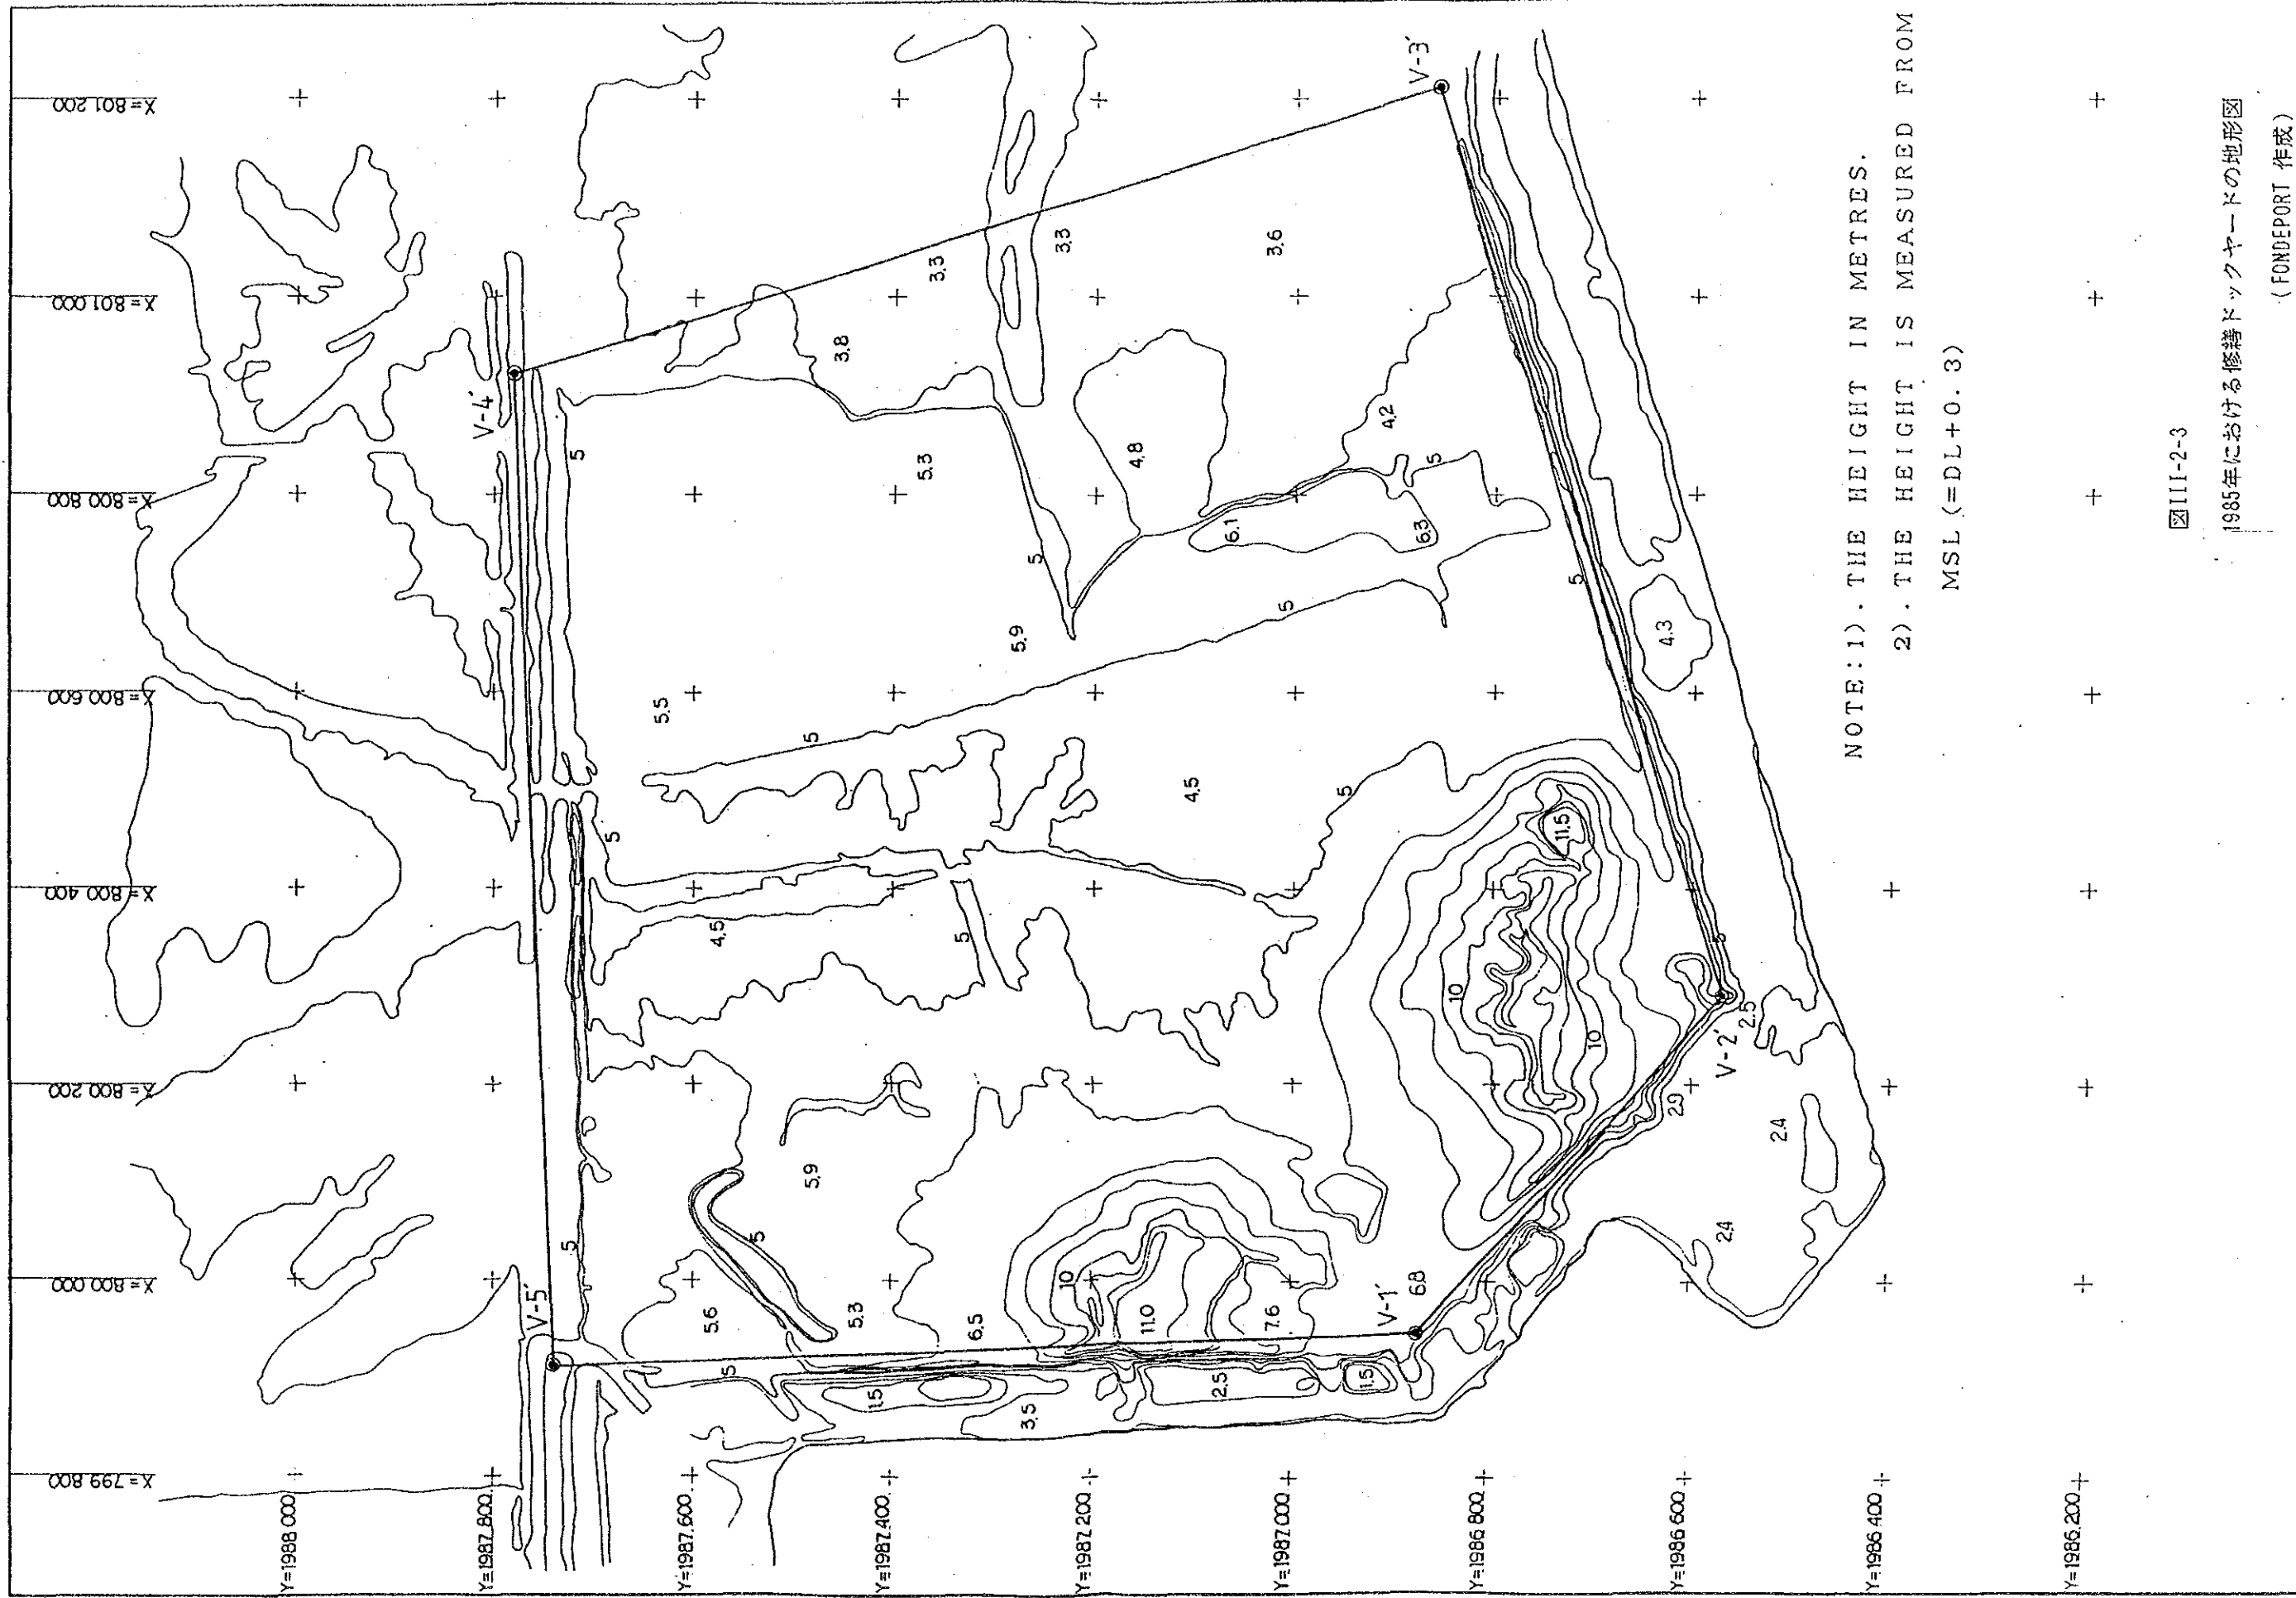 X=799 800
X=800 000
X=800 200
X=800 400
X=800 600
X=800 800
X=801 000
X=801 200
Y=1988 000
Y=1987.800
Y=1987.600
Y=1987.400
Y=1987.200
Y=1987.000
Y=1986 800
Y=1986 600
Y=1986 400
Y=1986.200
V-5'
V-4'
V-3'
V-2'
V-1'
5
5
5
5
5.6
5
5.9
5.3
6.5
5
1.5
3.5
2.5
1.5
10
11.0
7.6
6.8
4.5
5
5.5
5
4.5
5
10
11.5
10
5.9
5
5.3
5
3.8
3.3
3.3
3.6
4.8
4.2
5
6.1
6.3
5
4.3
5
2.5
2.9
2.4
2.4
NOTE:1). THE HEIGHT IN METRES.
2). THE HEIGHT IS MEASURED FROM
MSL (=DL+0.3)
図III-2-3
1985年における修繕ドックヤードの地形図
(FONDEPORT 作成)